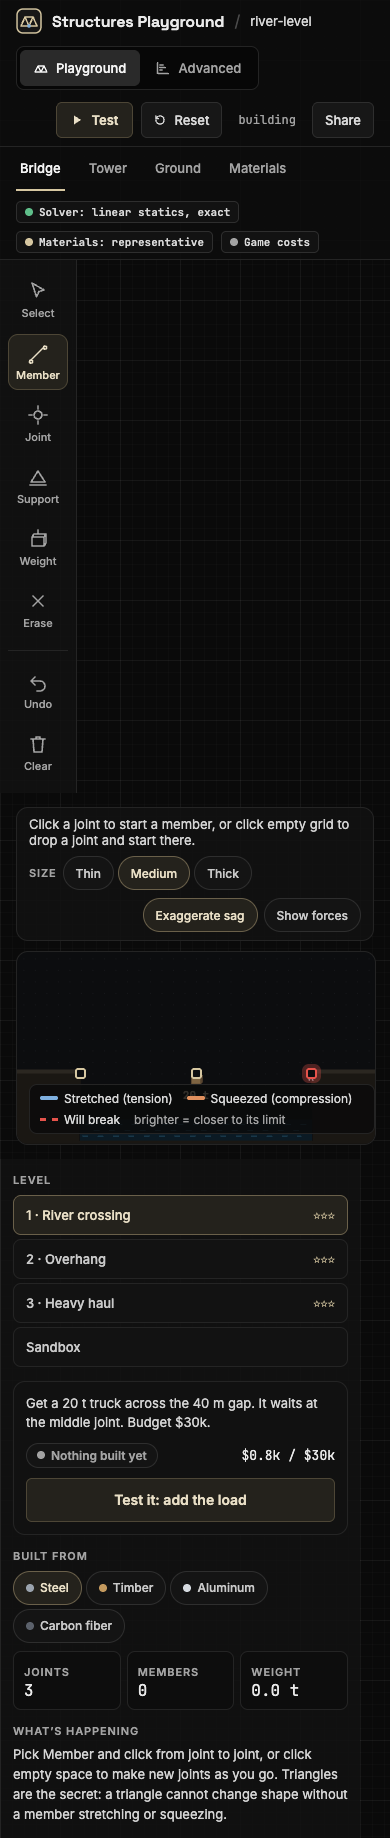 Structures Playground / river-level
Playground Advanced
Test Reset building Share
Bridge Tower Ground Materials
Solver: linear statics, exact
Materials: representative Game costs
Select
Member
Joint
Support
Weight
Erase
Undo
Clear
Click a joint to start a member, or click empty grid to
drop a joint and start there.
SIZE Thin Medium Thick
Exaggerate sag Show forces
Stretched (tension) Squeezed (compression)
Will break brighter = closer to its limit
LEVEL
1 · River crossing ☆☆☆
2 · Overhang ☆☆☆
3 · Heavy haul ☆☆☆
Sandbox
Get a 20 t truck across the 40 m gap. It waits at
the middle joint. Budget $30k.
Nothing built yet $0.8k / $30k
Test it: add the load
BUILT FROM
Steel Timber Aluminum
Carbon fiber
JOINTS MEMBERS WEIGHT
3 0 0.0 t
WHAT'S HAPPENING
Pick Member and click from joint to joint, or click
empty space to make new joints as you go. Triangles
are the secret: a triangle cannot change shape without
a member stretching or squeezing.